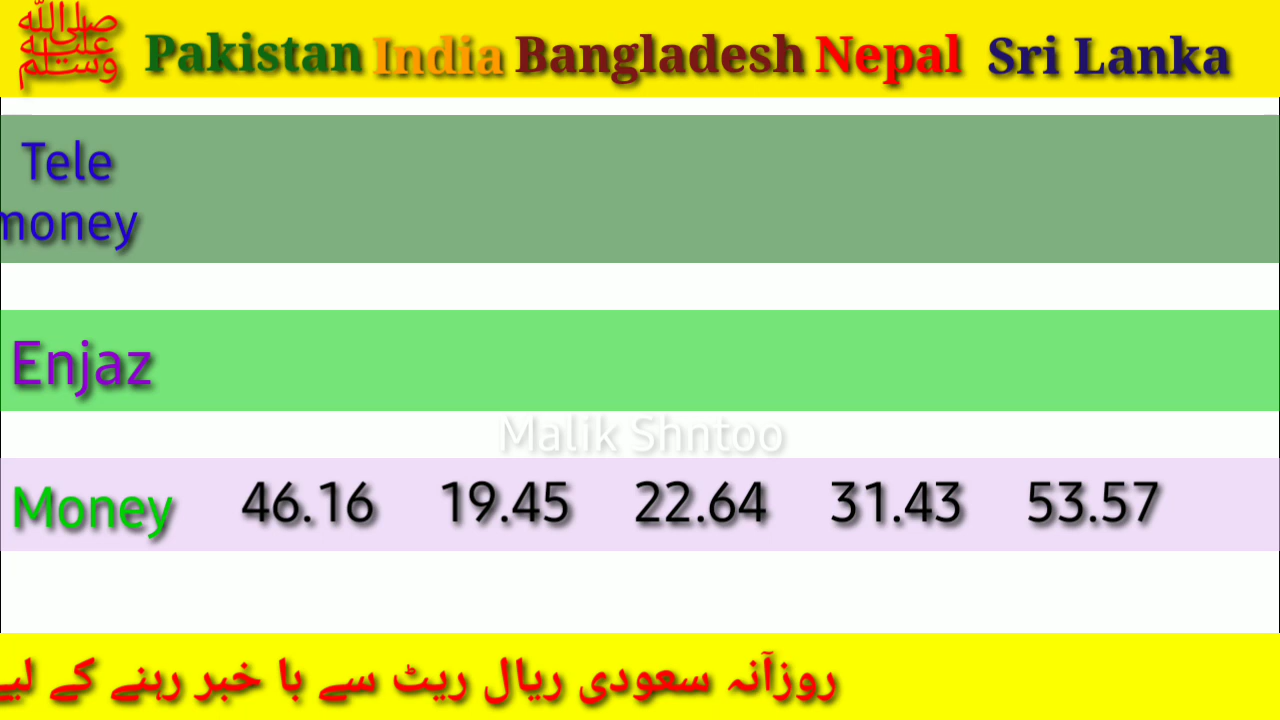 صلى الله عليه وسلم
Pakistan India Bangladesh Nepal Sri Lanka
Tele
money
Enjaz
Malik Shntoo
Money 46.16 19.45 22.64 31.43 53.57
روزآنہ سعودی ریال ریٹ سے با خبر رہنے کے لیے